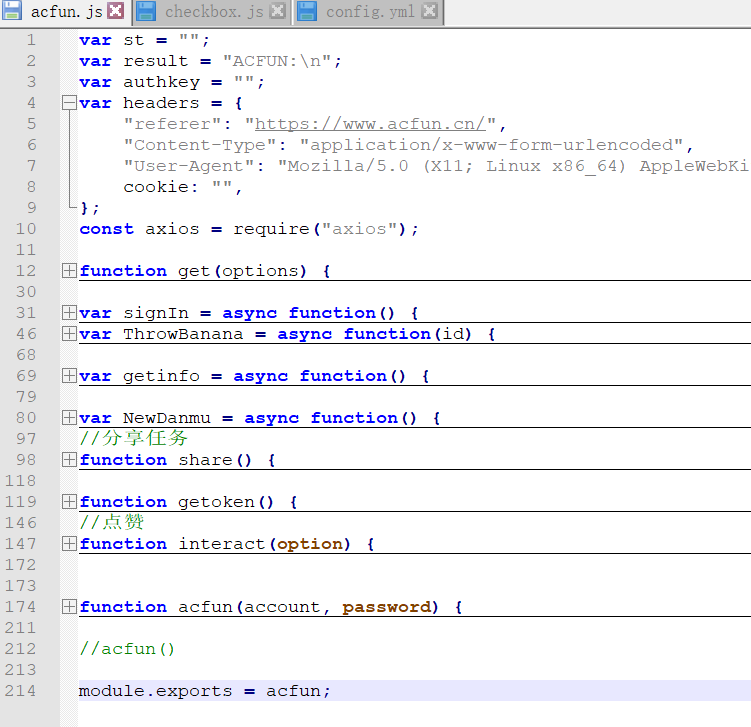 acfun.js checkbox.js config.yml
1 var st = "";
2 var result = "ACFUN:\n";
3 var authkey = "";
4 var headers = {
5 "referer": "https://www.acfun.cn/",
6 "Content-Type": "application/x-www-form-urlencoded",
7 "User-Agent": "Mozilla/5.0 (X11; Linux x86_64) AppleWebKi
8 cookie: "",
9 };
10 const axios = require("axios");
11
12 function get(options) {
30
31 var signIn = async function() {
46 var ThrowBanana = async function(id) {
68
69 var getinfo = async function() {
79
80 var NewDanmu = async function() {
97 //分享任务
98 function share() {
118
119 function getoken() {
146 //点赞
147 function interact(option) {
172
173
174 function acfun(account, password) {
211
212 //acfun()
213
214 module.exports = acfun;